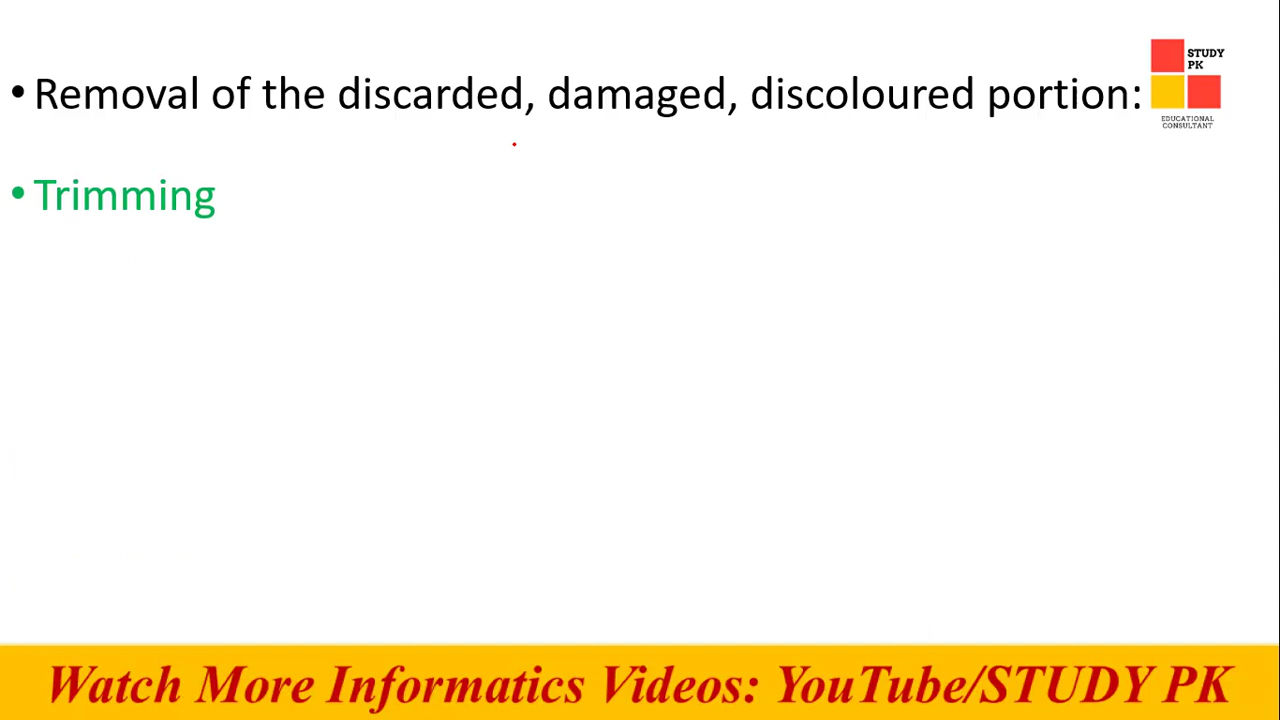 • Removal of the discarded, damaged, discoloured portion:
STUDY
PK
EDUCATIONAL
CONSULTANT
• Trimming
Watch More Informatics Videos: YouTube/STUDY PK